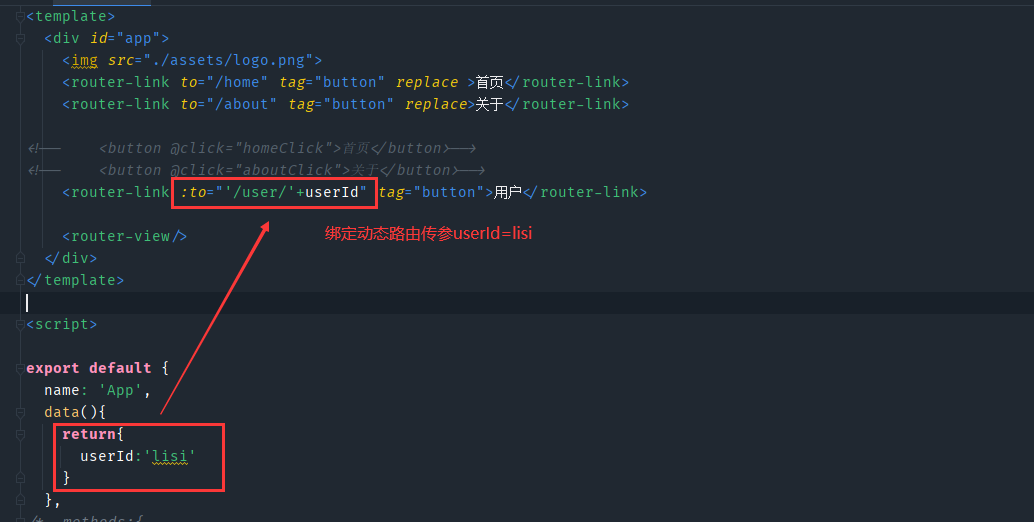 <template>
<div id="app">
<img src="./assets/logo.png">
<router-link to="/home" tag="button" replace >首页</router-link>
<router-link to="/about" tag="button" replace>关于</router-link>
<!-- <button @click="homeClick">首页</button>-->
<!-- <button @click="aboutClick">关于</button>-->
<router-link :to="'/user/'+userId" tag="button">用户</router-link>
绑定动态路由传参userId=lisi
<router-view/>
</div>
</template>
<script>
export default {
name: 'App',
data(){
return{
userId:'lisi'
}
},
/* methods:{